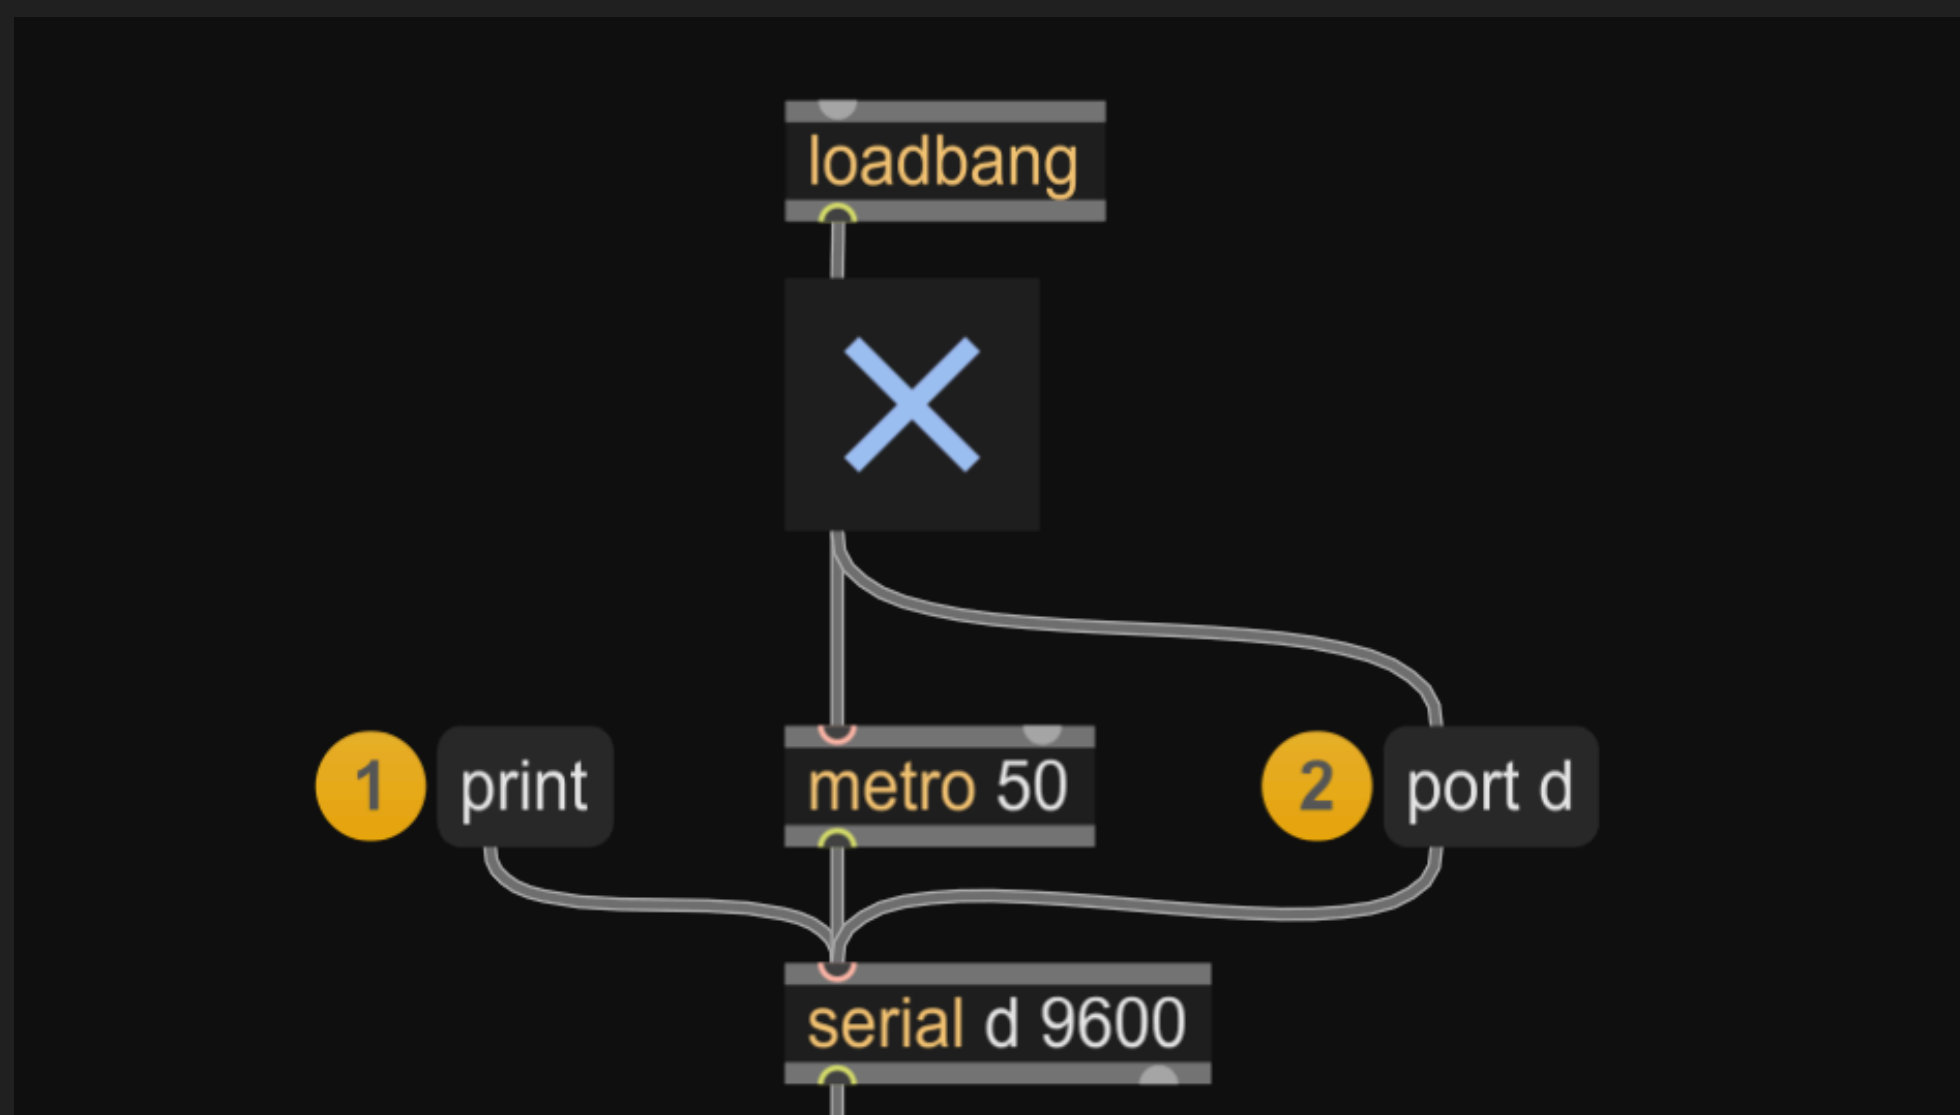 loadbang
1 print
metro 50
2 port d
serial d 9600